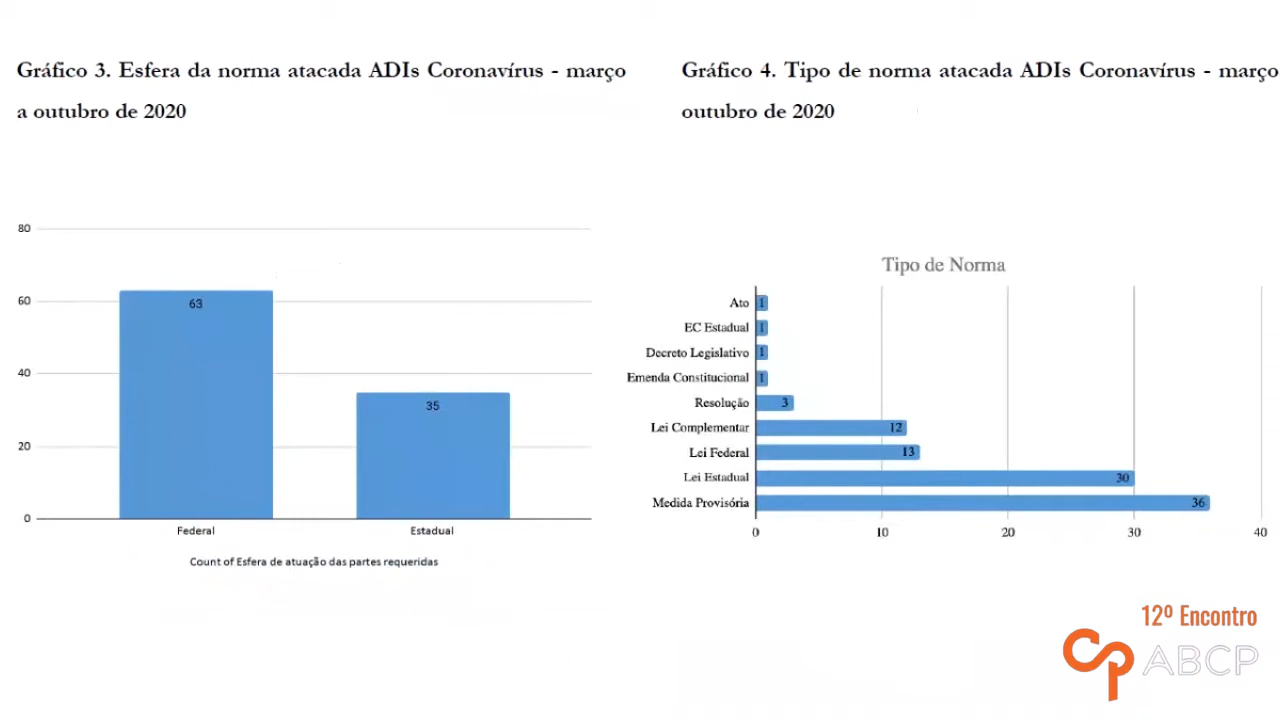 Gráfico 3. Esfera da norma atacada ADIs Coronavírus - março
a outubro de 2020
80
60
40
20
0
63
35
Federal
Estadual
Count of Esfera de atuação das partes requeridas
Gráfico 4. Tipo de norma atacada ADIs Coronavírus - março
outubro de 2020
Tipo de Norma
Ato 1
EC Estadual 1
Decreto Legislativo 1
Emenda Constitucional 1
Resolução 3
Lei Complementar 12
Lei Federal 13
Lei Estadual 30
Medida Provisória 36
0 10 20 30 40
12º Encontro
CP ABCP